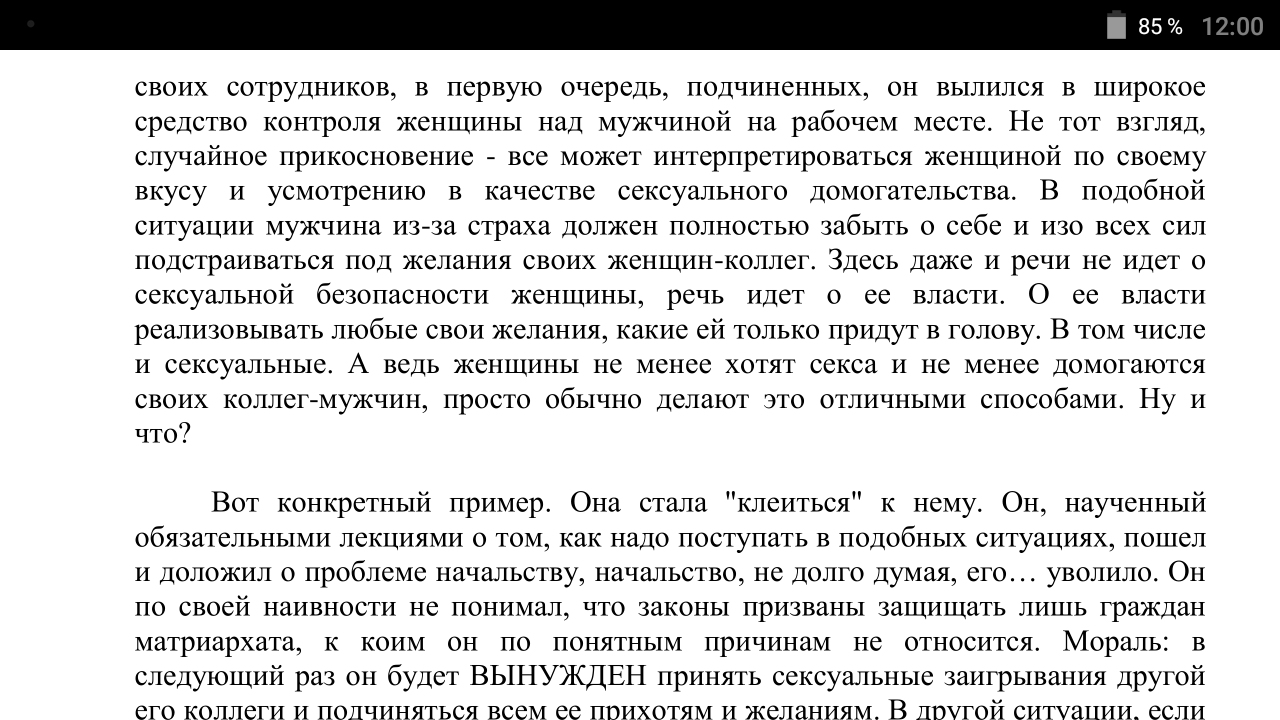 85 % 12:00
своих сотрудников, в первую очередь, подчиненных, он вылился в широкое
средство контроля женщины над мужчиной на рабочем месте. Не тот взгляд,
случайное прикосновение - все может интерпретироваться женщиной по своему
вкусу и усмотрению в качестве сексуального домогательства. В подобной
ситуации мужчина из-за страха должен полностью забыть о себе и изо всех сил
подстраиваться под желания своих женщин-коллег. Здесь даже и речи не идет о
сексуальной безопасности женщины, речь идет о ее власти. О ее власти
реализовывать любые свои желания, какие ей только придут в голову. В том числе
и сексуальные. А ведь женщины не менее хотят секса и не менее домогаются
своих коллег-мужчин, просто обычно делают это отличными способами. Ну и
что?
Вот конкретный пример. Она стала "клеиться" к нему. Он, наученный
обязательными лекциями о том, как надо поступать в подобных ситуациях, пошел
и доложил о проблеме начальству, начальство, не долго думая, его… уволило. Он
по своей наивности не понимал, что законы призваны защищать лишь граждан
матриархата, к коим он по понятным причинам не относится. Мораль: в
следующий раз он будет ВЫНУЖДЕН принять сексуальные заигрывания другой
его коллеги и подчиняться всем ее прихотям и желаниям. В другой ситуации, если